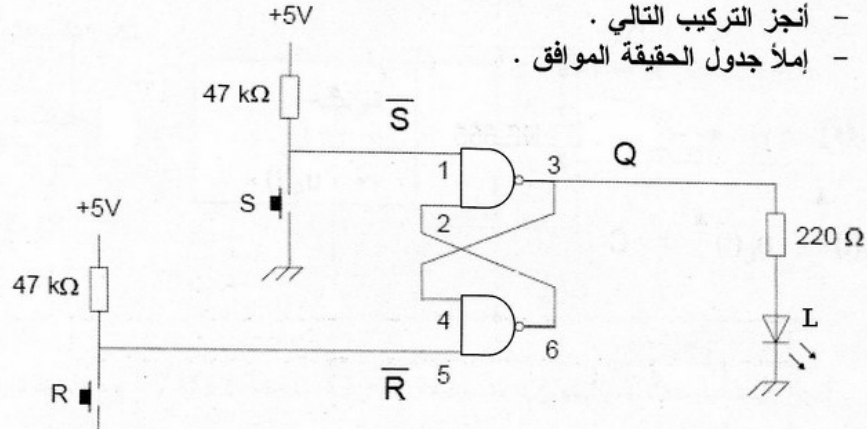 – أنجز التركيب التالي .
– إملأ جدول الحقيقة الموافق .
+5V
47 kΩ
S̅
1
3
Q
S
2
+5V
220 Ω
47 kΩ
4
L
6
5
R̅
R